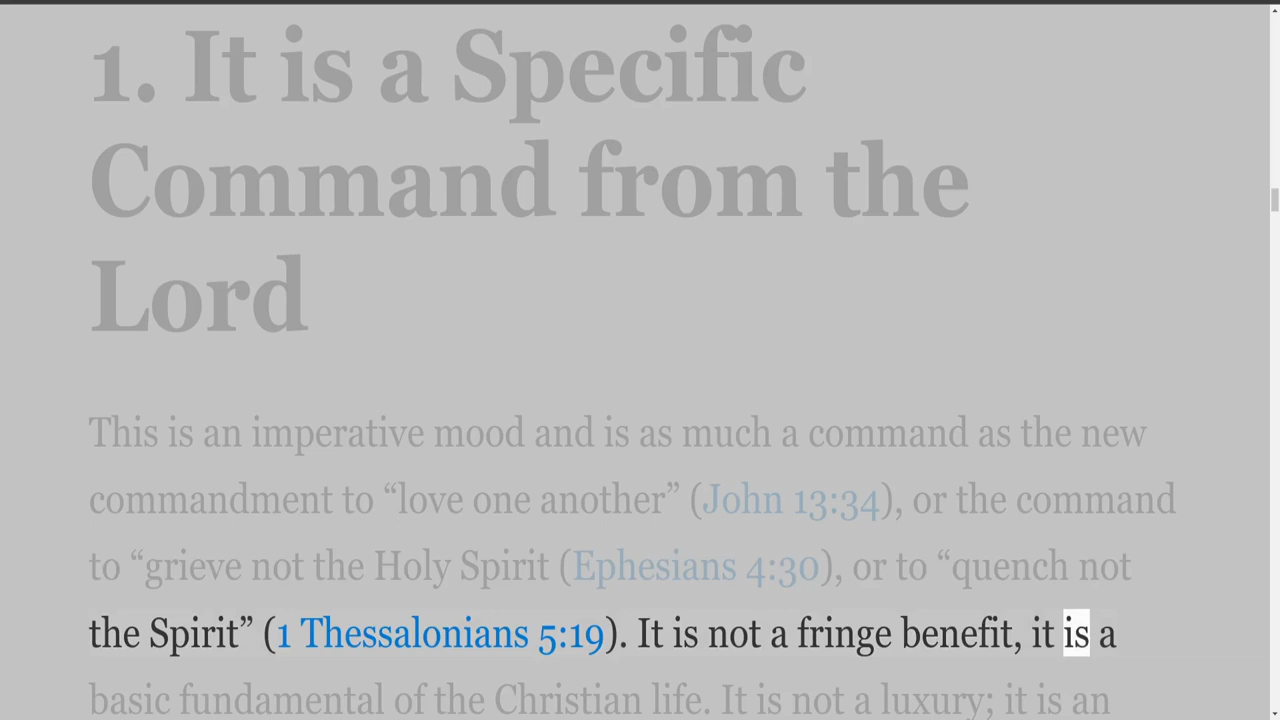 1. It is a Specific
Command from the
Lord
This is an imperative mood and is as much a command as the new
commandment to “love one another” (John 13:34), or the command
to “grieve not the Holy Spirit (Ephesians 4:30), or to “quench not
the Spirit” (1 Thessalonians 5:19). It is not a fringe benefit, it is a
basic fundamental of the Christian life. It is not a luxury; it is an